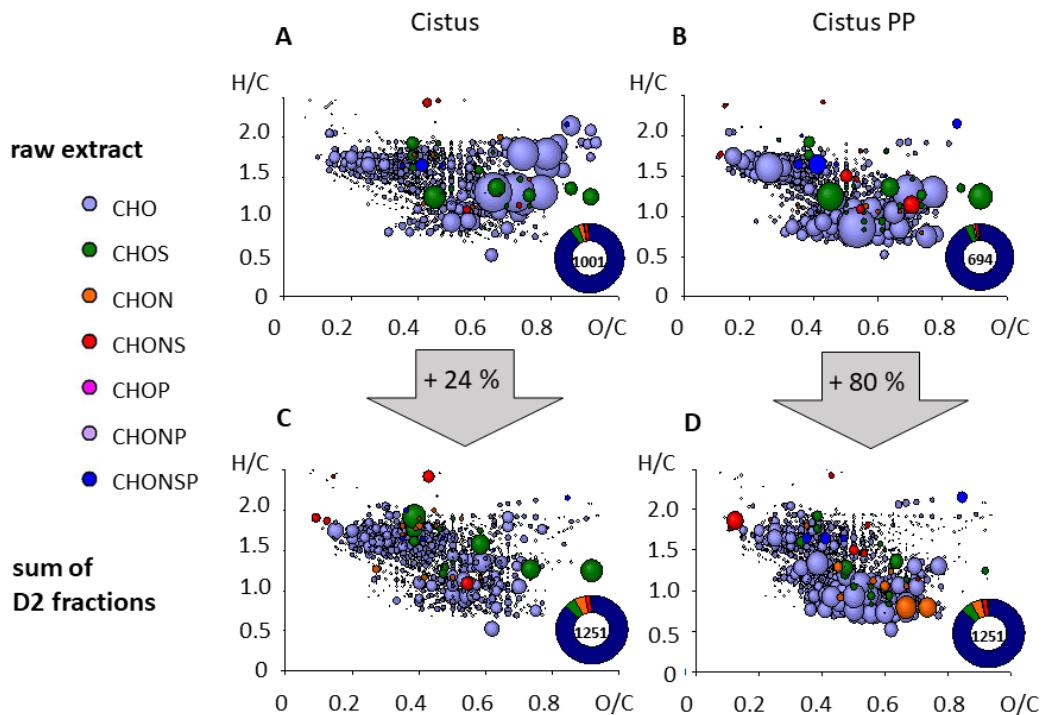 Cistus
Cistus PP
A
B
H/C
H/C
raw extract
2.0
1.5
1.0
0.5
0
2.0
1.5
1.0
0.5
0
CHO
CHOS
CHON
CHONS
CHOP
CHONP
CHONSP
1001
694
0 0.2 0.4 0.6 0.8 O/C
0 0.2 0.4 0.6 0.8 O/C
+ 24 %
+ 80 %
C
D
H/C
H/C
sum of
D2 fractions
2.0
1.5
1.0
0.5
0
2.0
1.5
1.0
0.5
0
1251
1251
0 0.2 0.4 0.6 0.8 O/C
0 0.2 0.4 0.6 0.8 O/C